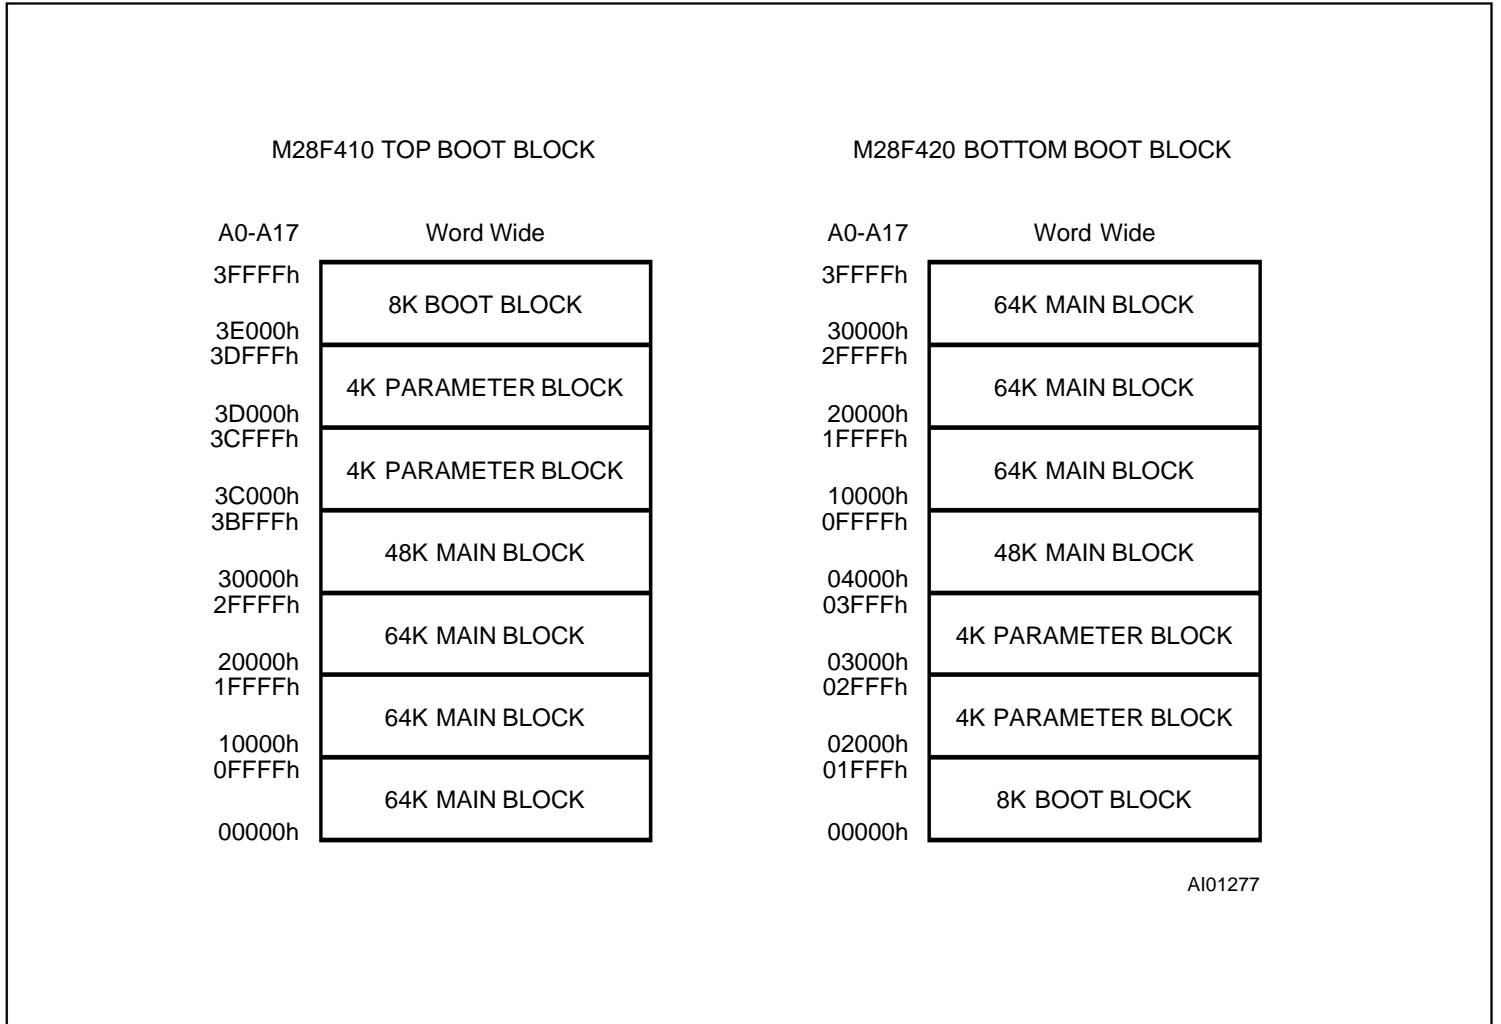 M28F410 TOP BOOT BLOCK
A0-A17 Word Wide
3FFFFh
8K BOOT BLOCK
3E000h
3DFFFh
4K PARAMETER BLOCK
3D000h
3CFFFh
4K PARAMETER BLOCK
3C000h
3BFFFh
48K MAIN BLOCK
30000h
2FFFFh
64K MAIN BLOCK
20000h
1FFFFh
64K MAIN BLOCK
10000h
0FFFFh
64K MAIN BLOCK
00000h
M28F420 BOTTOM BOOT BLOCK
A0-A17 Word Wide
3FFFFh
64K MAIN BLOCK
30000h
2FFFFh
64K MAIN BLOCK
20000h
1FFFFh
64K MAIN BLOCK
10000h
0FFFFh
48K MAIN BLOCK
04000h
03FFFh
4K PARAMETER BLOCK
03000h
02FFFh
4K PARAMETER BLOCK
02000h
01FFFh
8K BOOT BLOCK
00000h
AI01277